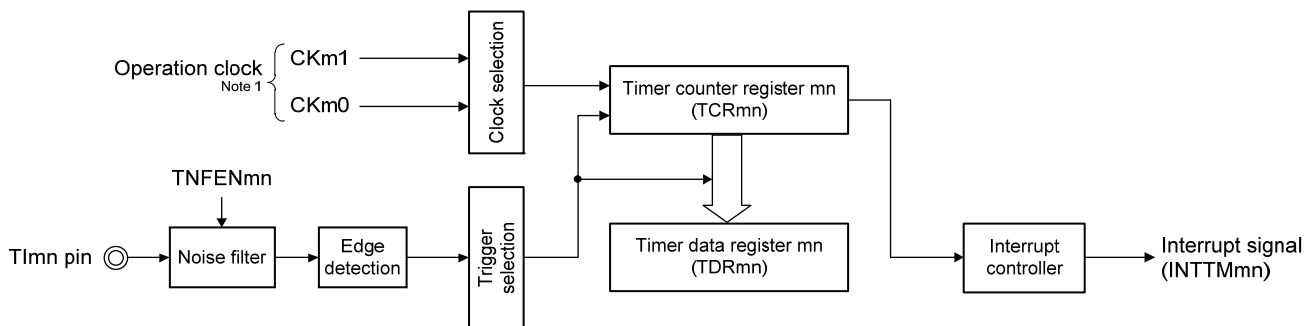 Operation clock
Note 1
CKm1
CKm0
Clock selection
Timer counter register mn
(TCRmn)
TNFENmn
TImn pin
Noise filter
Edge
detection
Trigger
selection
Timer data register mn
(TDRmn)
Interrupt
controller
Interrupt signal
(INTTMmn)